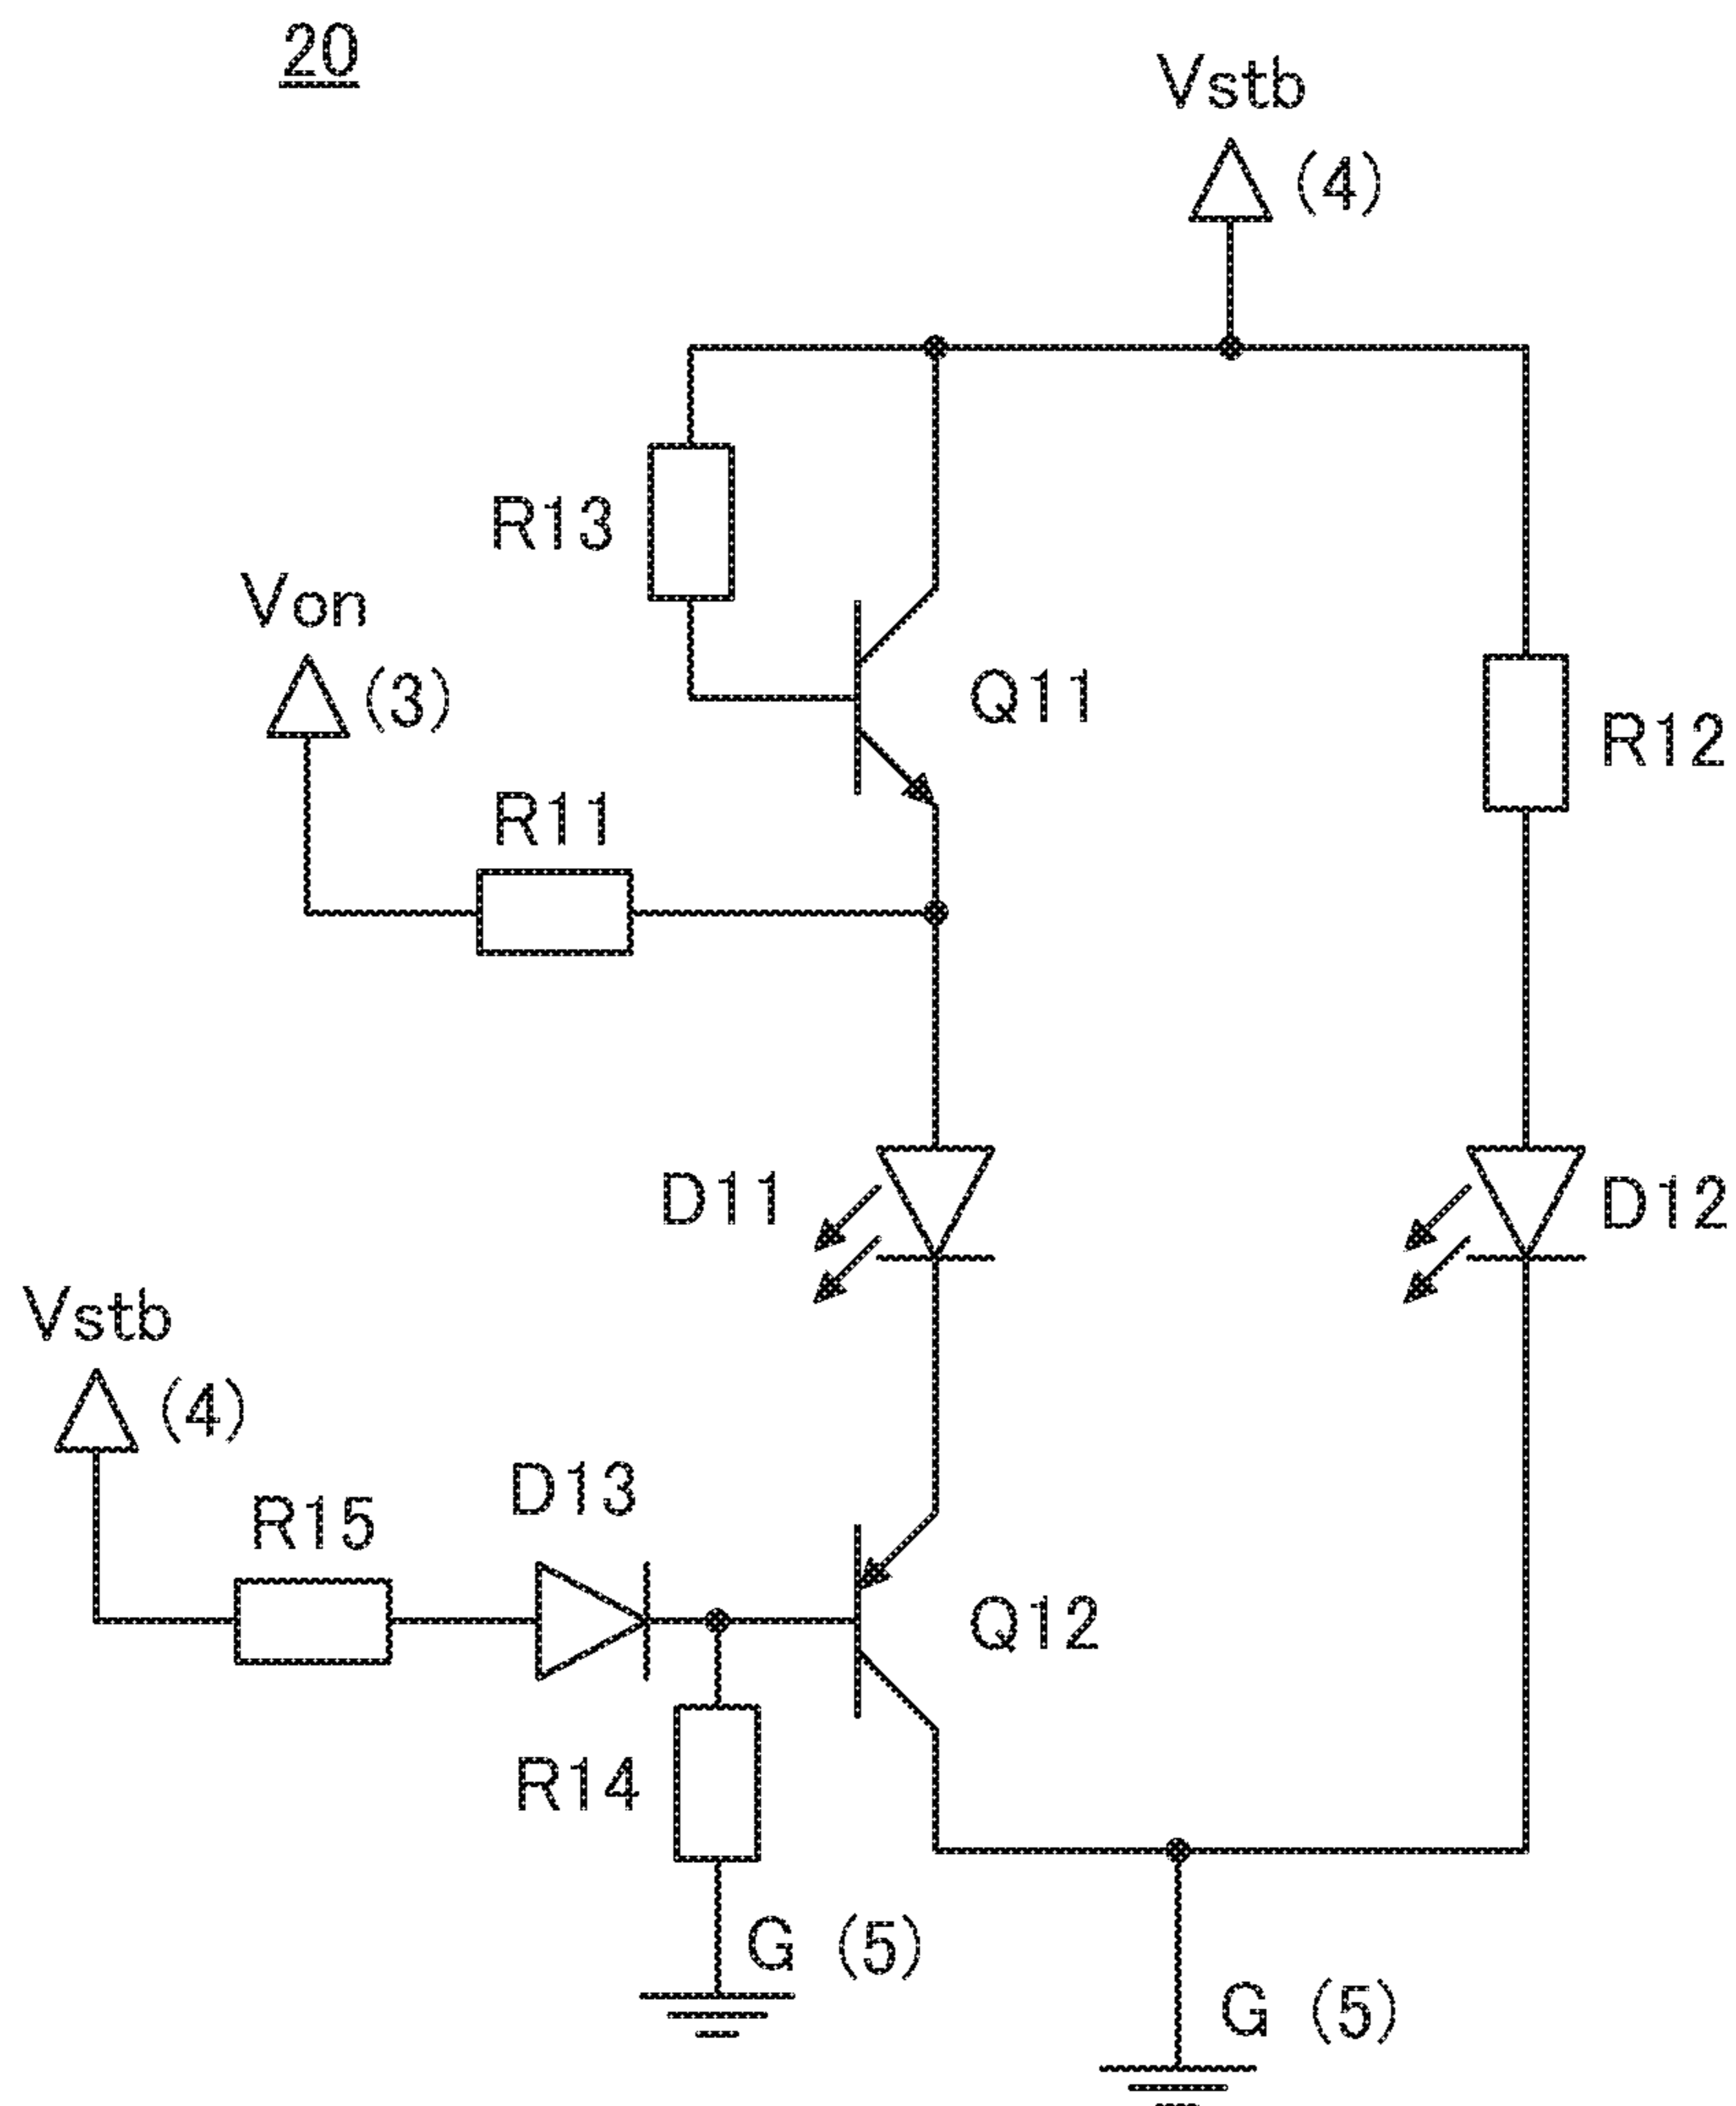 20
Vstb
(4)
R13
Von
(3)
Q11
R12
R11
D11
D12
Vstb
(4)
D13
R15
Q12
R14
G (5)
G (5)